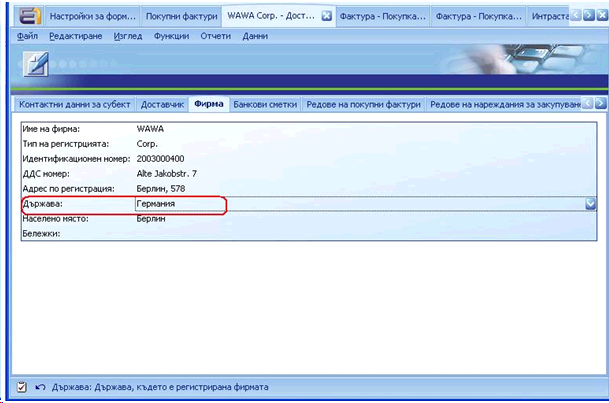 Настройки за форм... Покупни фактури WAWA Corp. - Дост... Фактура - Покупка... Фактура - Покупка... Интраста
Файл Редактиране Изглед Функции Отчети Данни
Контактни данни за субект Доставчик Фирма Банкови сметки Редове на покупни фактури Редове на нареждания за закупуван
Име на фирма: WAWA
Тип на регистрцията: Corp.
Идентификационен номер: 2003000400
ДДС номер: Alte Jakobstr. 7
Адрес по регистрация: Берлин, 578
Държава: Германия
Населено място: Берлин
Бележки:
Държава: Държава, където е регистрирана фирмата